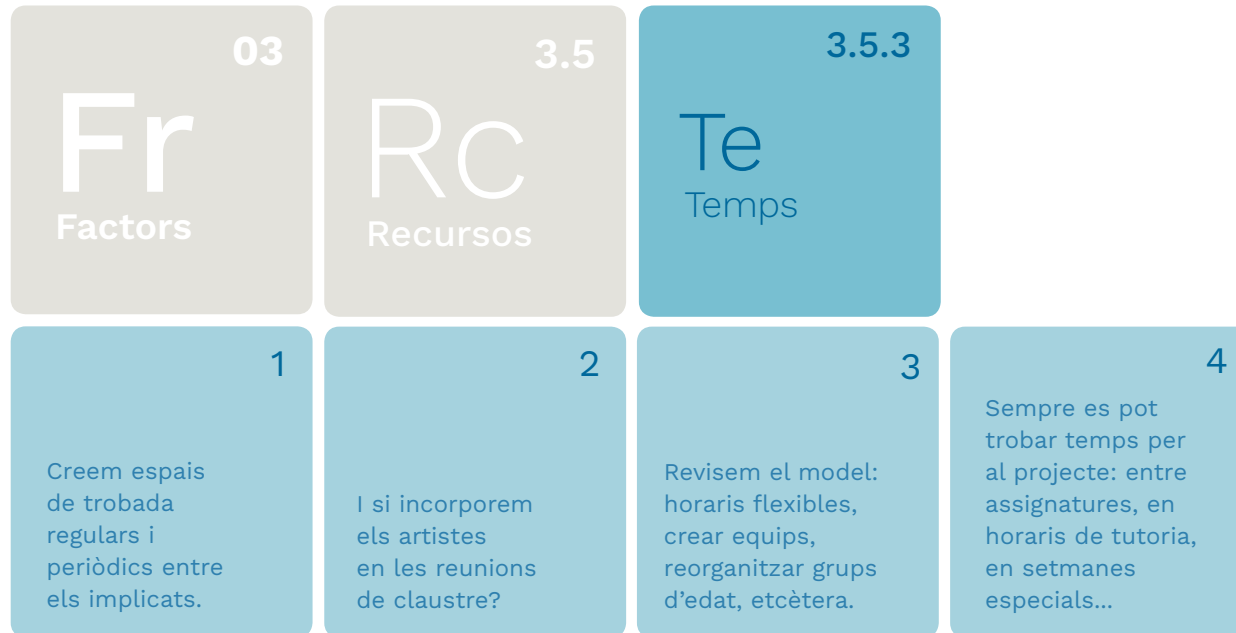 03
Fr
Factors
3.5
Rc
Recursos
3.5.3
Te
Temps
1
Creem espais
de trobada
regulars i
periòdics entre
els implicats.
2
I si incorporem
els artistes
en les reunions
de claustre?
3
Revisem el model:
horaris flexibles,
crear equips,
reorganitzar grups
d’edat, etcètera.
4
Sempre es pot
trobar temps per
al projecte: entre
assignatures, en
horaris de tutoria,
en setmanes
especials...